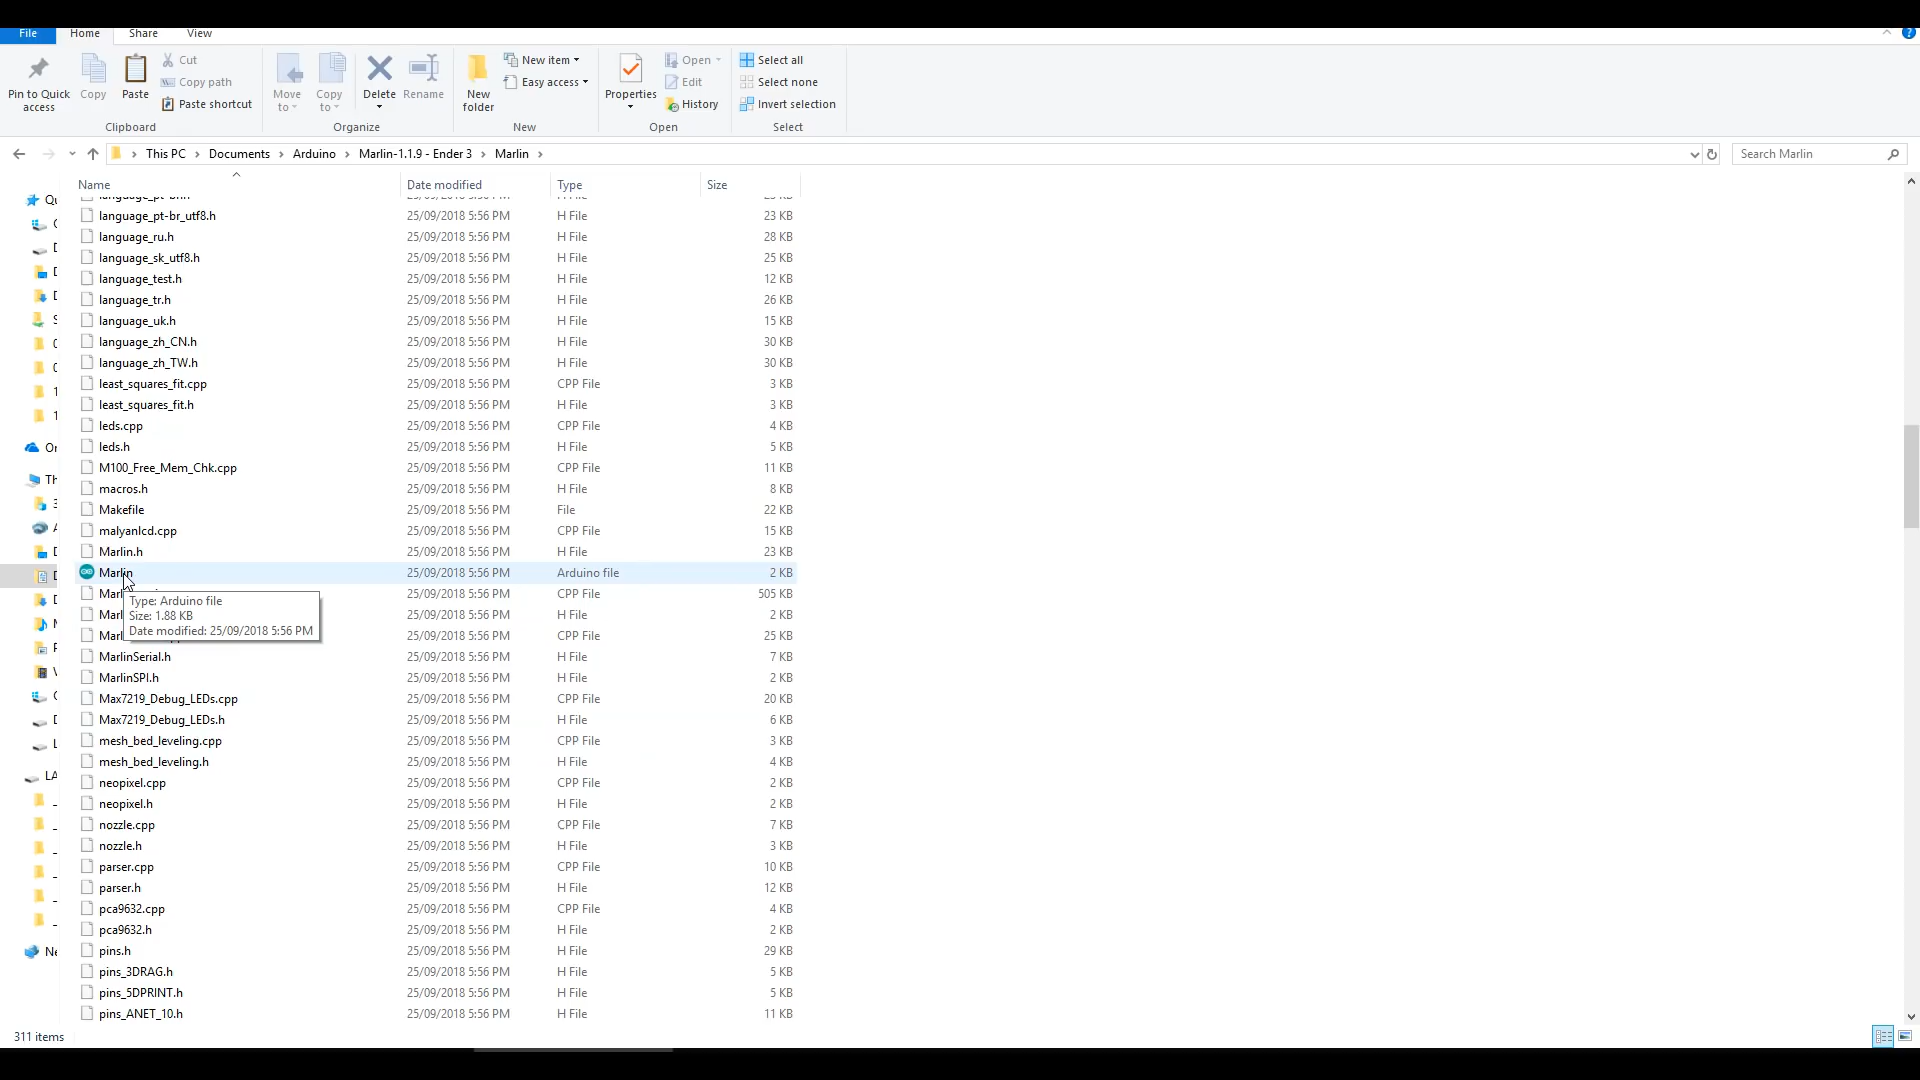 File Home Share View
Pin to Quick access
Copy
Paste
Cut
Copy path
Paste shortcut
Clipboard
Move to
Copy to
Delete
Rename
Organize
New folder
New item
Easy access
New
Properties
Open
Edit
History
Open
Select all
Select none
Invert selection
Select
This PC > Documents > Arduino > Marlin-1.1.9 - Ender 3 > Marlin >
Search Marlin
Name Date modified Type Size
language_pt-br_utf8.h 25/09/2018 5:56 PM H File 23 KB
language_ru.h 25/09/2018 5:56 PM H File 28 KB
language_sk_utf8.h 25/09/2018 5:56 PM H File 25 KB
language_test.h 25/09/2018 5:56 PM H File 12 KB
language_tr.h 25/09/2018 5:56 PM H File 26 KB
language_uk.h 25/09/2018 5:56 PM H File 15 KB
language_zh_CN.h 25/09/2018 5:56 PM H File 30 KB
language_zh_TW.h 25/09/2018 5:56 PM H File 30 KB
least_squares_fit.cpp 25/09/2018 5:56 PM CPP File 3 KB
least_squares_fit.h 25/09/2018 5:56 PM H File 3 KB
leds.cpp 25/09/2018 5:56 PM CPP File 4 KB
leds.h 25/09/2018 5:56 PM H File 5 KB
M100_Free_Mem_Chk.cpp 25/09/2018 5:56 PM CPP File 11 KB
macros.h 25/09/2018 5:56 PM H File 8 KB
Makefile 25/09/2018 5:56 PM File 22 KB
malyanlcd.cpp 25/09/2018 5:56 PM CPP File 15 KB
Marlin.h 25/09/2018 5:56 PM H File 23 KB
Marlin 25/09/2018 5:56 PM Arduino file 2 KB
Marl 25/09/2018 5:56 PM CPP File 505 KB
Marl 25/09/2018 5:56 PM H File 2 KB
Marl 25/09/2018 5:56 PM CPP File 25 KB
Type: Arduino file
Size: 1.88 KB
Date modified: 25/09/2018 5:56 PM
MarlinSerial.h 25/09/2018 5:56 PM H File 7 KB
MarlinSPI.h 25/09/2018 5:56 PM H File 2 KB
Max7219_Debug_LEDs.cpp 25/09/2018 5:56 PM CPP File 20 KB
Max7219_Debug_LEDs.h 25/09/2018 5:56 PM H File 6 KB
mesh_bed_leveling.cpp 25/09/2018 5:56 PM CPP File 3 KB
mesh_bed_leveling.h 25/09/2018 5:56 PM H File 4 KB
neopixel.cpp 25/09/2018 5:56 PM CPP File 2 KB
neopixel.h 25/09/2018 5:56 PM H File 2 KB
nozzle.cpp 25/09/2018 5:56 PM CPP File 7 KB
nozzle.h 25/09/2018 5:56 PM H File 3 KB
parser.cpp 25/09/2018 5:56 PM CPP File 10 KB
parser.h 25/09/2018 5:56 PM H File 12 KB
pca9632.cpp 25/09/2018 5:56 PM CPP File 4 KB
pca9632.h 25/09/2018 5:56 PM H File 2 KB
pins.h 25/09/2018 5:56 PM H File 29 KB
pins_3DRAG.h 25/09/2018 5:56 PM H File 5 KB
pins_5DPRINT.h 25/09/2018 5:56 PM H File 5 KB
pins_ANET_10.h 25/09/2018 5:56 PM H File 11 KB
311 items